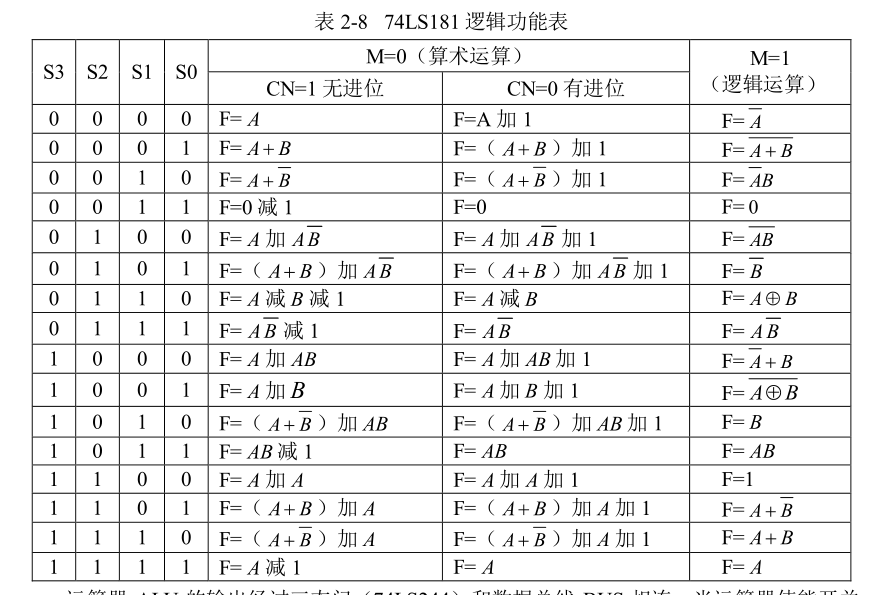 表 2-8 74LS181 逻辑功能表
S3 S2 S1 S0 M=0（算术运算） M=1（逻辑运算）
CN=1 无进位 CN=0 有进位
0 0 0 0 F= A F=A 加 1 F= A̅
0 0 0 1 F= A+B F=（A+B）加 1 F= \overline{A+B}
0 0 1 0 F= A+B̅ F=（A+B̅）加 1 F= A̅B
0 0 1 1 F=0 减 1 F=0 F= 0
0 1 0 0 F= A 加 AB̅ F= A 加 AB̅ 加 1 F= \overline{AB}
0 1 0 1 F=（A+B）加 AB̅ F=（A+B）加 AB̅ 加 1 F= B̅
0 1 1 0 F= A 减 B 减 1 F= A 减 B F= A⊕B
0 1 1 1 F= AB̅ 减 1 F= AB̅ F= AB̅
1 0 0 0 F= A 加 AB F= A 加 AB 加 1 F= A̅+B
1 0 0 1 F= A 加 B F= A 加 B 加 1 F= \overline{A⊕B}
1 0 1 0 F=（A+B̅）加 AB F=（A+B̅）加 AB 加 1 F= B
1 0 1 1 F= AB 减 1 F= AB F= AB
1 1 0 0 F= A 加 A F= A 加 A 加 1 F=1
1 1 0 1 F=（A+B）加 A F=（A+B）加 A 加 1 F= A+B̅
1 1 1 0 F=（A+B̅）加 A F=（A+B̅）加 A 加 1 F= A+B
1 1 1 1 F= A 减 1 F= A F= A